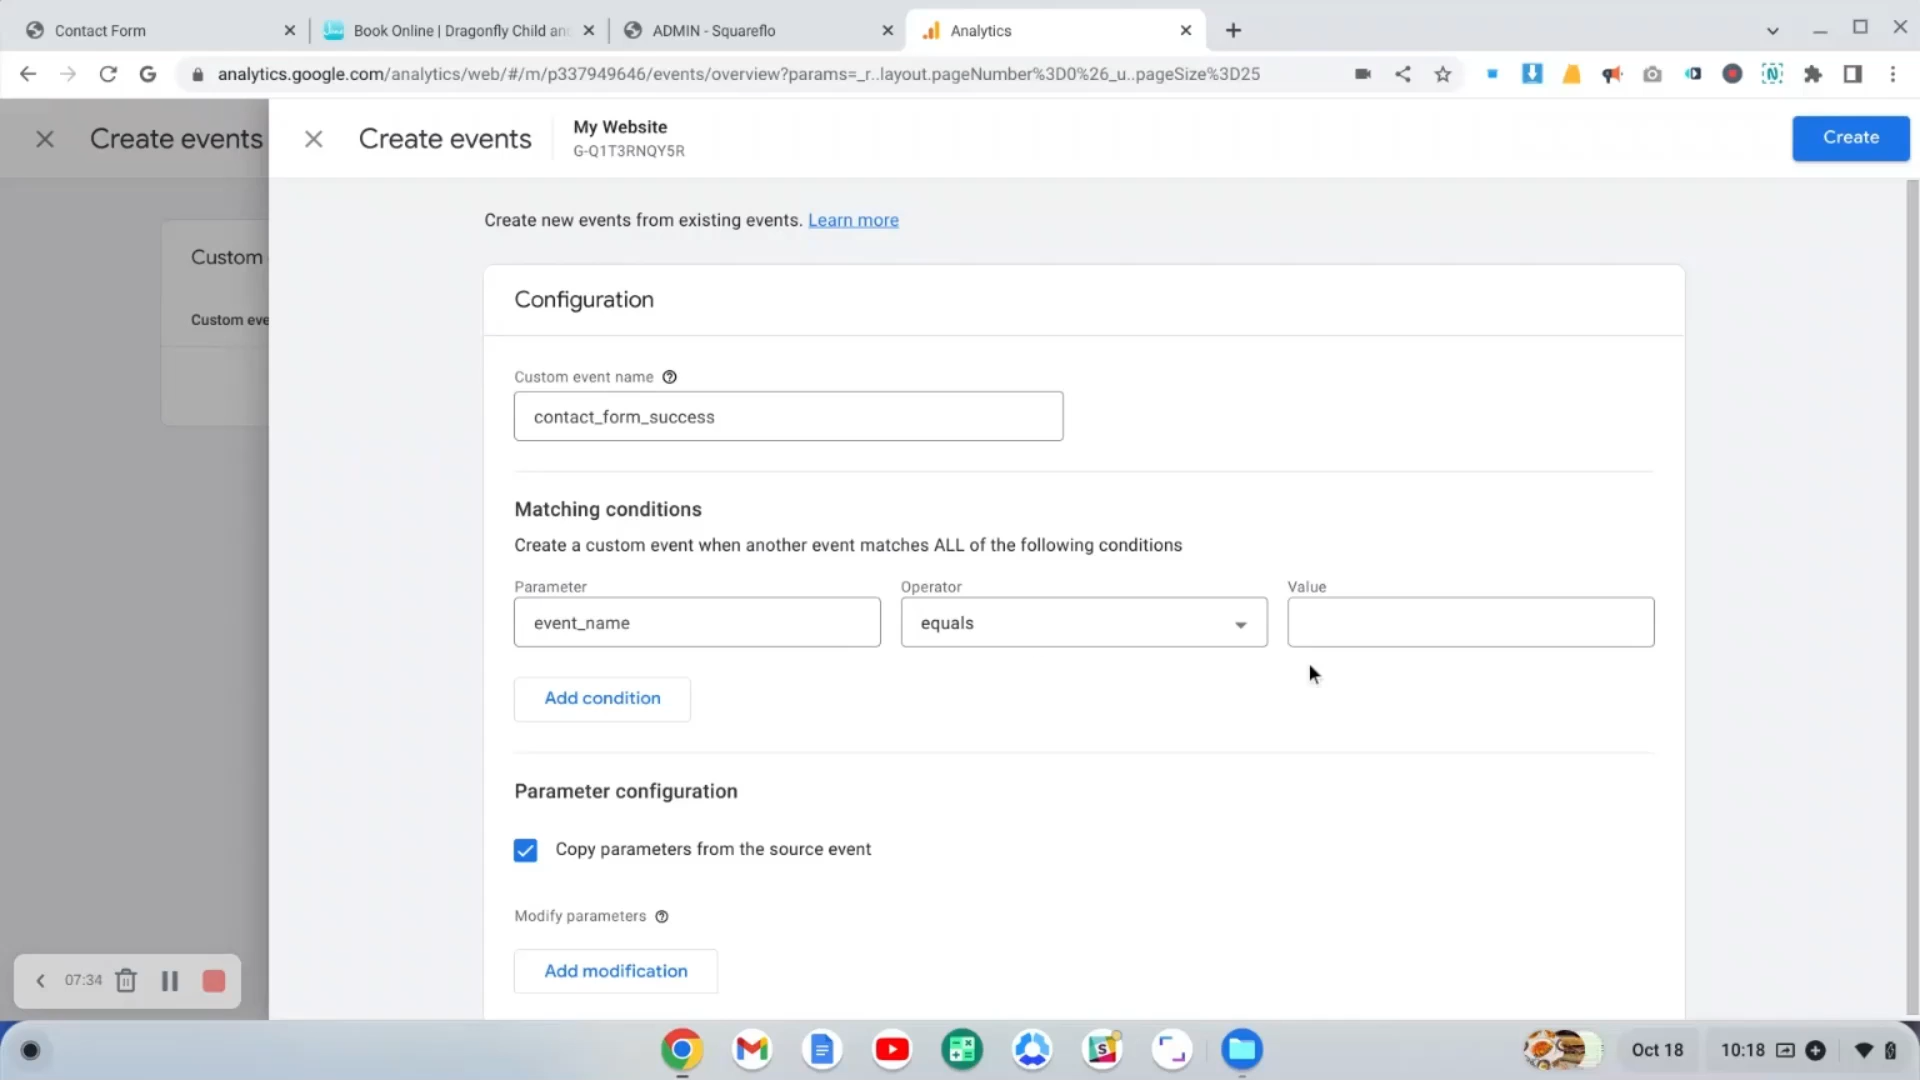 Contact Form
Book Online | Dragonfly Child an
ADMIN - Squareflo
Analytics
analytics.google.com/analytics/web/#/m/p337949646/events/overview?params=_r..layout.pageNumber%3D0%26_u..pageSize%3D25
Create events
Create events
My Website
G-Q1T3RNQY5R
Create
Create new events from existing events. Learn more
Custom
Custom eve
Configuration
Custom event name
contact_form_success
Matching conditions
Create a custom event when another event matches ALL of the following conditions
Parameter
Operator
Value
event_name
equals
Add condition
Parameter configuration
Copy parameters from the source event
Modify parameters
Add modification
07:34
Oct 18
10:18